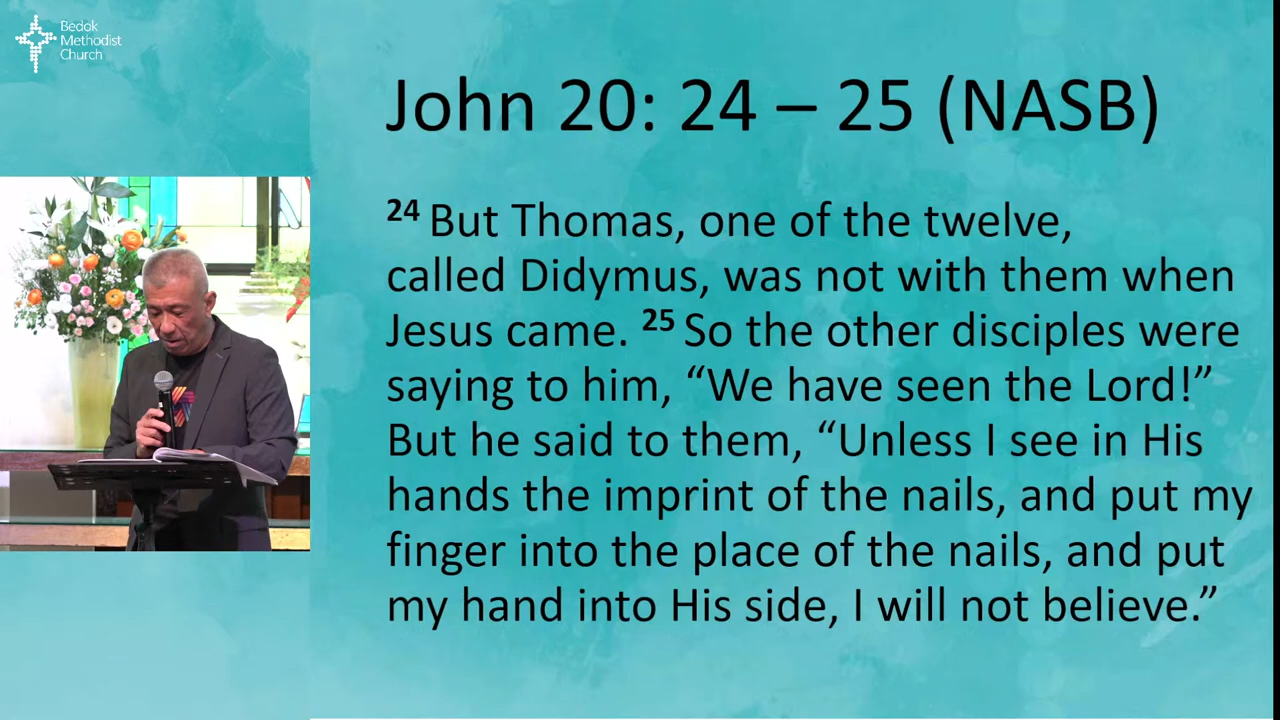 Bedok
Methodist
Church
John 20: 24 – 25 (NASB)
24 But Thomas, one of the twelve,
called Didymus, was not with them when
Jesus came. 25 So the other disciples were
saying to him, “We have seen the Lord!”
But he said to them, “Unless I see in His
hands the imprint of the nails, and put my
finger into the place of the nails, and put
my hand into His side, I will not believe.”